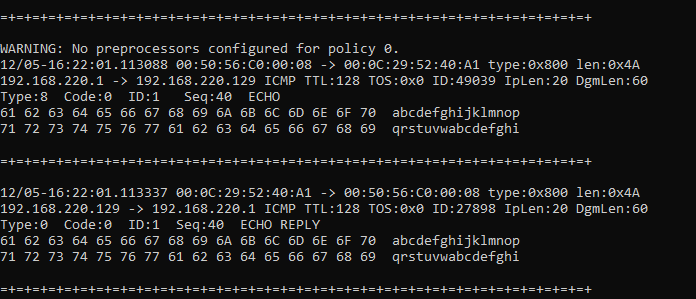 =+=+=+=+=+=+=+=+=+=+=+=+=+=+=+=+=+=+=+=+=+=+=+=+=+=+=+=+=+=+=+=+=+=+=+=+=+

WARNING: No preprocessors configured for policy 0.
12/05-16:22:01.113088 00:50:56:C0:00:08 -> 00:0C:29:52:40:A1 type:0x800 len:0x4A
192.168.220.1 -> 192.168.220.129 ICMP TTL:128 TOS:0x0 ID:49039 IpLen:20 DgmLen:60
Type:8  Code:0  ID:1   Seq:40  ECHO
61 62 63 64 65 66 67 68 69 6A 6B 6C 6D 6E 6F 70  abcdefghijklmnop
71 72 73 74 75 76 77 61 62 63 64 65 66 67 68 69  qrstuvwabcdefghi

=+=+=+=+=+=+=+=+=+=+=+=+=+=+=+=+=+=+=+=+=+=+=+=+=+=+=+=+=+=+=+=+=+=+=+=+=+

12/05-16:22:01.113337 00:0C:29:52:40:A1 -> 00:50:56:C0:00:08 type:0x800 len:0x4A
192.168.220.129 -> 192.168.220.1 ICMP TTL:128 TOS:0x0 ID:27898 IpLen:20 DgmLen:60
Type:0  Code:0  ID:1  Seq:40  ECHO REPLY
61 62 63 64 65 66 67 68 69 6A 6B 6C 6D 6E 6F 70  abcdefghijklmnop
71 72 73 74 75 76 77 61 62 63 64 65 66 67 68 69  qrstuvwabcdefghi

=+=+=+=+=+=+=+=+=+=+=+=+=+=+=+=+=+=+=+=+=+=+=+=+=+=+=+=+=+=+=+=+=+=+=+=+=+